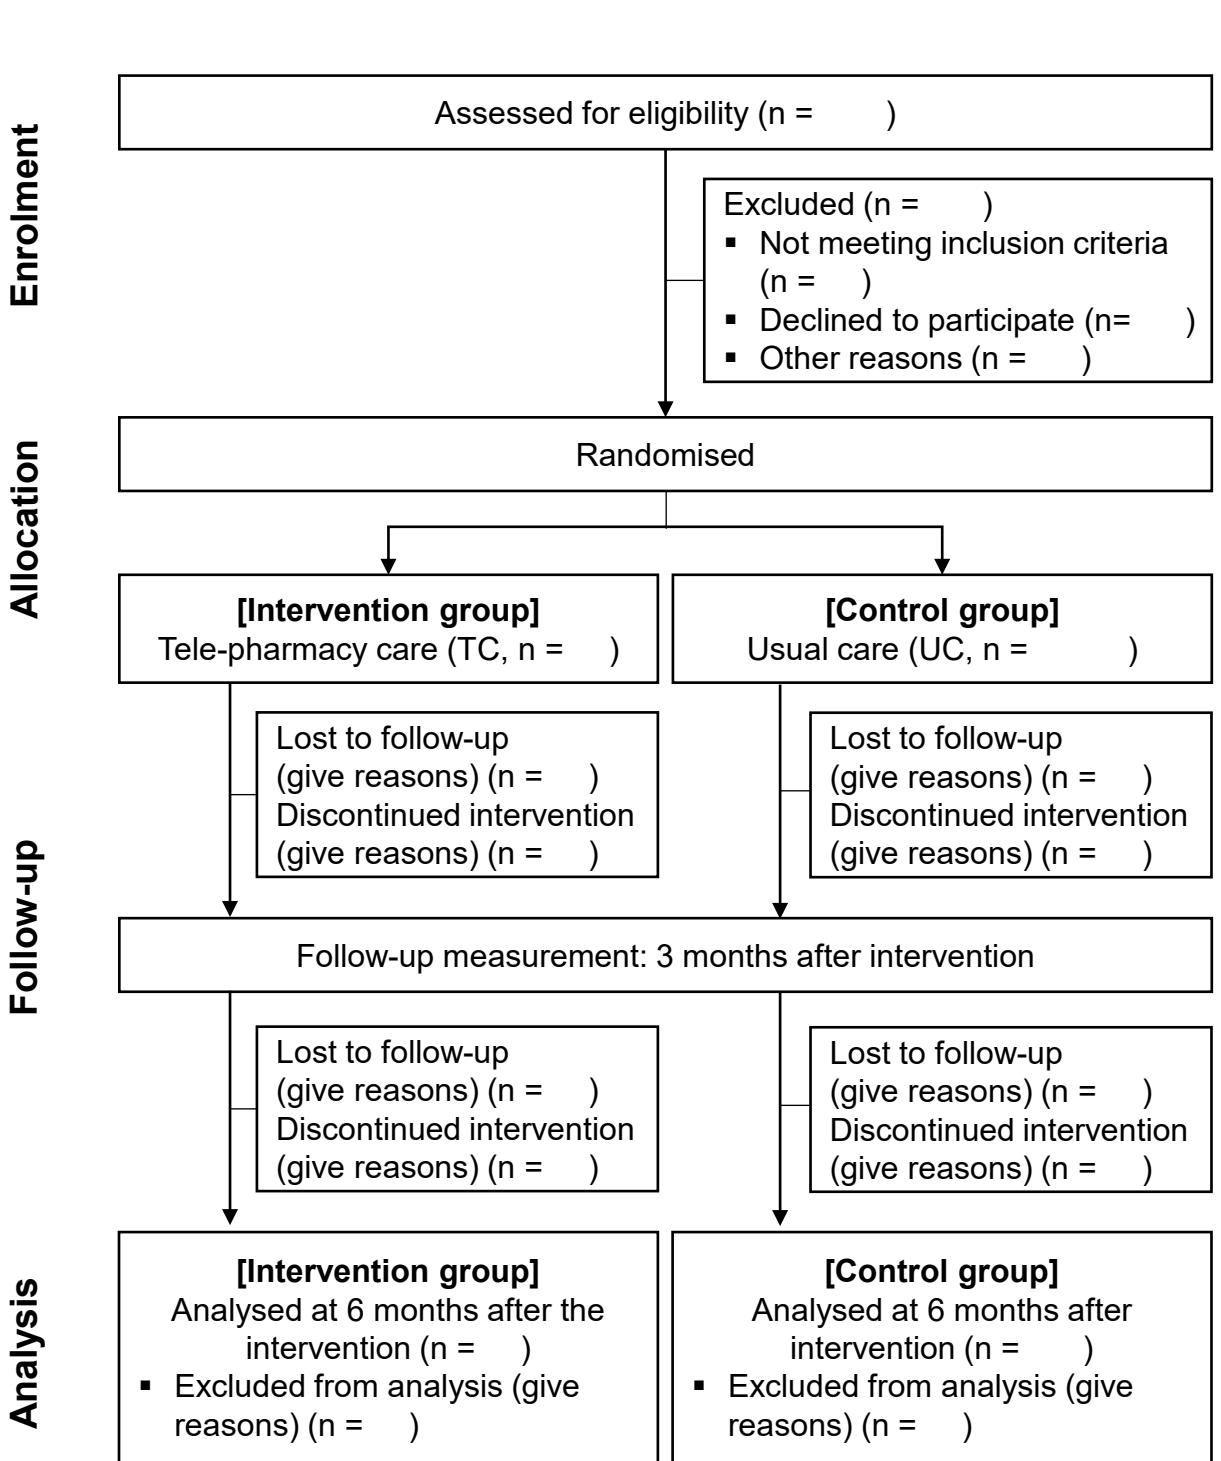 Enrolment
Assessed for eligibility (n = )
Excluded (n = )
▪ Not meeting inclusion criteria
(n = )
▪ Declined to participate (n= )
▪ Other reasons (n = )
Allocation
Randomised
[Intervention group]
Tele-pharmacy care (TC, n = )
[Control group]
Usual care (UC, n = )
Follow-up
Lost to follow-up
(give reasons) (n = )
Discontinued intervention
(give reasons) (n = )
Lost to follow-up
(give reasons) (n = )
Discontinued intervention
(give reasons) (n = )
Follow-up measurement: 3 months after intervention
Lost to follow-up
(give reasons) (n = )
Discontinued intervention
(give reasons) (n = )
Lost to follow-up
(give reasons) (n = )
Discontinued intervention
(give reasons) (n = )
Analysis
[Intervention group]
Analysed at 6 months after the
intervention (n = )
▪ Excluded from analysis (give
reasons) (n = )
[Control group]
Analysed at 6 months after
intervention (n = )
▪ Excluded from analysis (give
reasons) (n = )